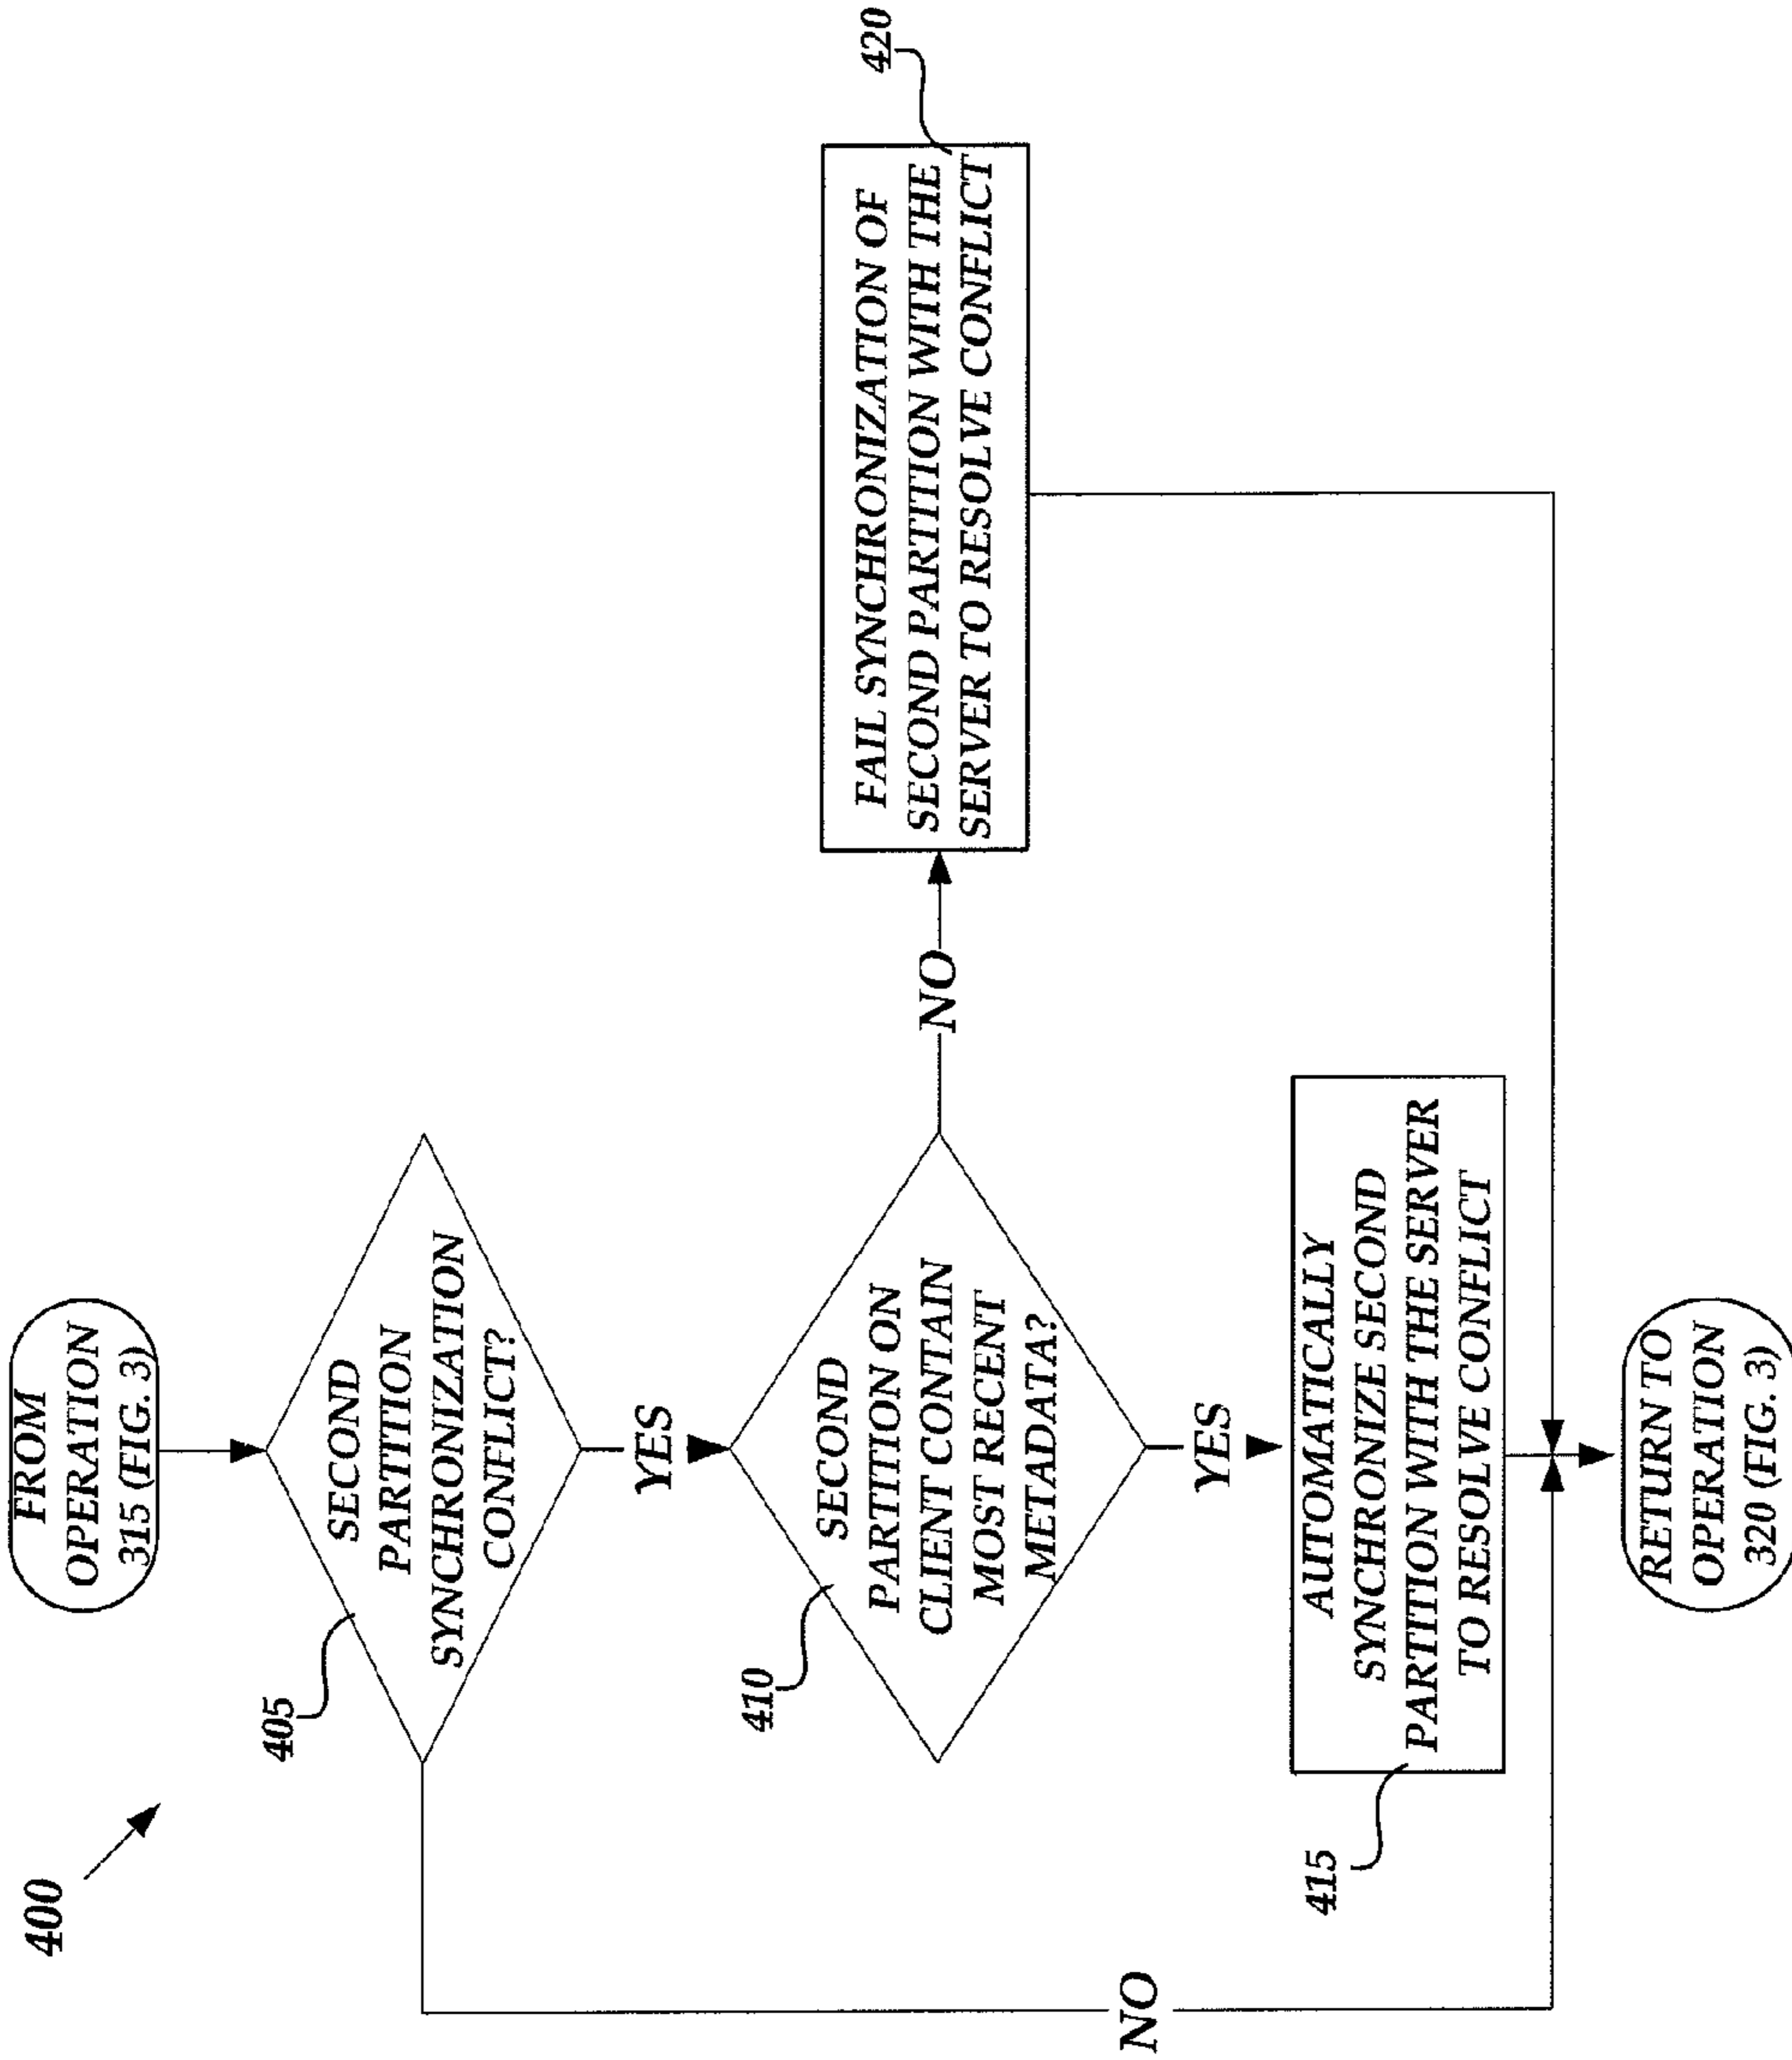 400
FROM
OPERATION
315 (FIG. 3)
405
SECOND
PARTITION
SYNCHRONIZATION
CONFLICT?
NO
YES
410
SECOND
PARTITION ON
CLIENT CONTAIN
MOST RECENT
METADATA?
NO
420
FAIL SYNCHRONIZATION OF
SECOND PARTITION WITH THE
SERVER TO RESOLVE CONFLICT
YES
415
AUTOMATICALLY
SYNCHRONIZE SECOND
PARTITION WITH THE SERVER
TO RESOLVE CONFLICT
RETURN TO
OPERATION
320 (FIG. 3)